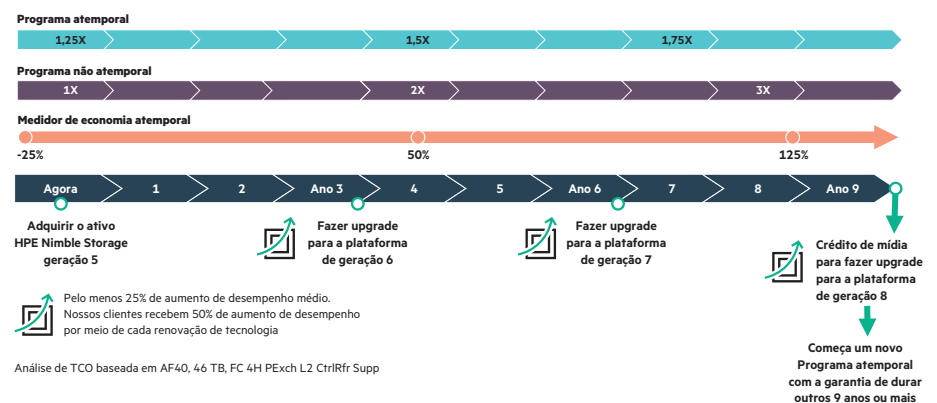 Programa atemporal
1,25X 1,5X 1,75X
Programa não atemporal
1X 2X 3X
Medidor de economia atemporal
-25% 50% 125%
Agora 1 2 Ano 3 4 5 Ano 6 7 8 Ano 9
Adquirir o ativo
HPE Nimble Storage
geração 5
Fazer upgrade
para a plataforma
de geração 6
Fazer upgrade
para a plataforma
de geração 7
Crédito de mídia
para fazer upgrade
para a plataforma
de geração 8
Pelo menos 25% de aumento de desempenho médio.
Nossos clientes recebem 50% de aumento de desempenho
por meio de cada renovação de tecnologia
Começa um novo
Programa atemporal
com a garantia de durar
outros 9 anos ou mais
Análise de TCO baseada em AF40, 46 TB, FC 4H PExch L2 CtrlRfr Supp